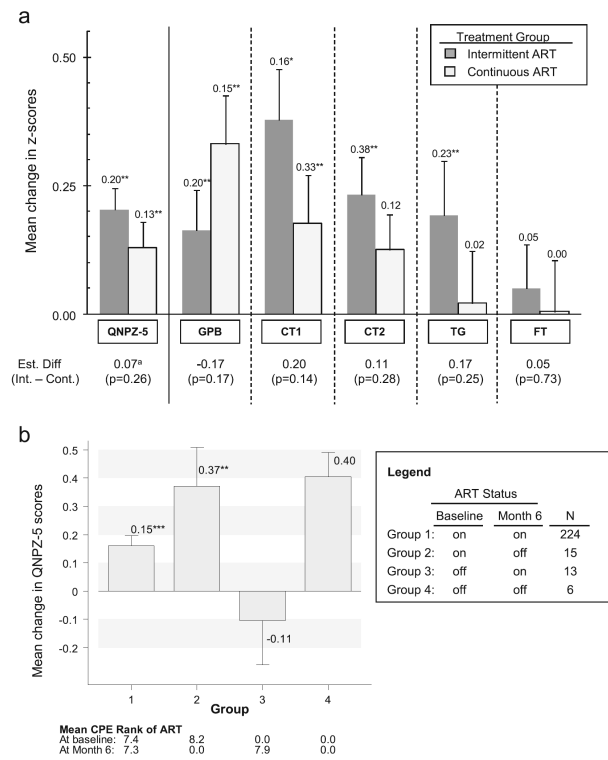 a
Treatment Group
Intermittent ART
Continuous ART
Mean change in z-scores
0.50
0.25
0.00
0.20**
0.13**
0.20**
0.15**
0.16*
0.33**
0.38**
0.12
0.23**
0.02
0.05
0.00
QNPZ-5 GPB CT1 CT2 TG FT
Est. Diff 0.07a -0.17 0.20 0.11 0.17 0.05
(Int. – Cont.) (p=0.26) (p=0.17) (p=0.14) (p=0.28) (p=0.25) (p=0.73)
b
Mean change in QNPZ-5 scores
0.5
0.4
0.3
0.2
0.1
0
-0.1
-0.2
0.15***
0.37**
-0.11
0.40
1 2 3 4
Group
Legend
ART Status
Baseline Month 6 N
Group 1: on on 224
Group 2: on off 15
Group 3: off on 13
Group 4: off off 6
Mean CPE Rank of ART
At baseline: 7.4 8.2 0.0 0.0
At Month 6: 7.3 0.0 7.9 0.0